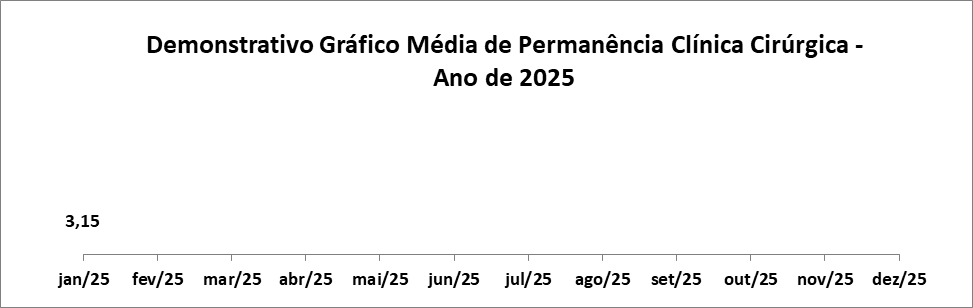 Demonstrativo Gráfico Média de Permanência Clínica Cirúrgica -
Ano de 2025
3,15
jan/25 fev/25 mar/25 abr/25 mai/25 jun/25 jul/25 ago/25 set/25 out/25 nov/25 dez/25